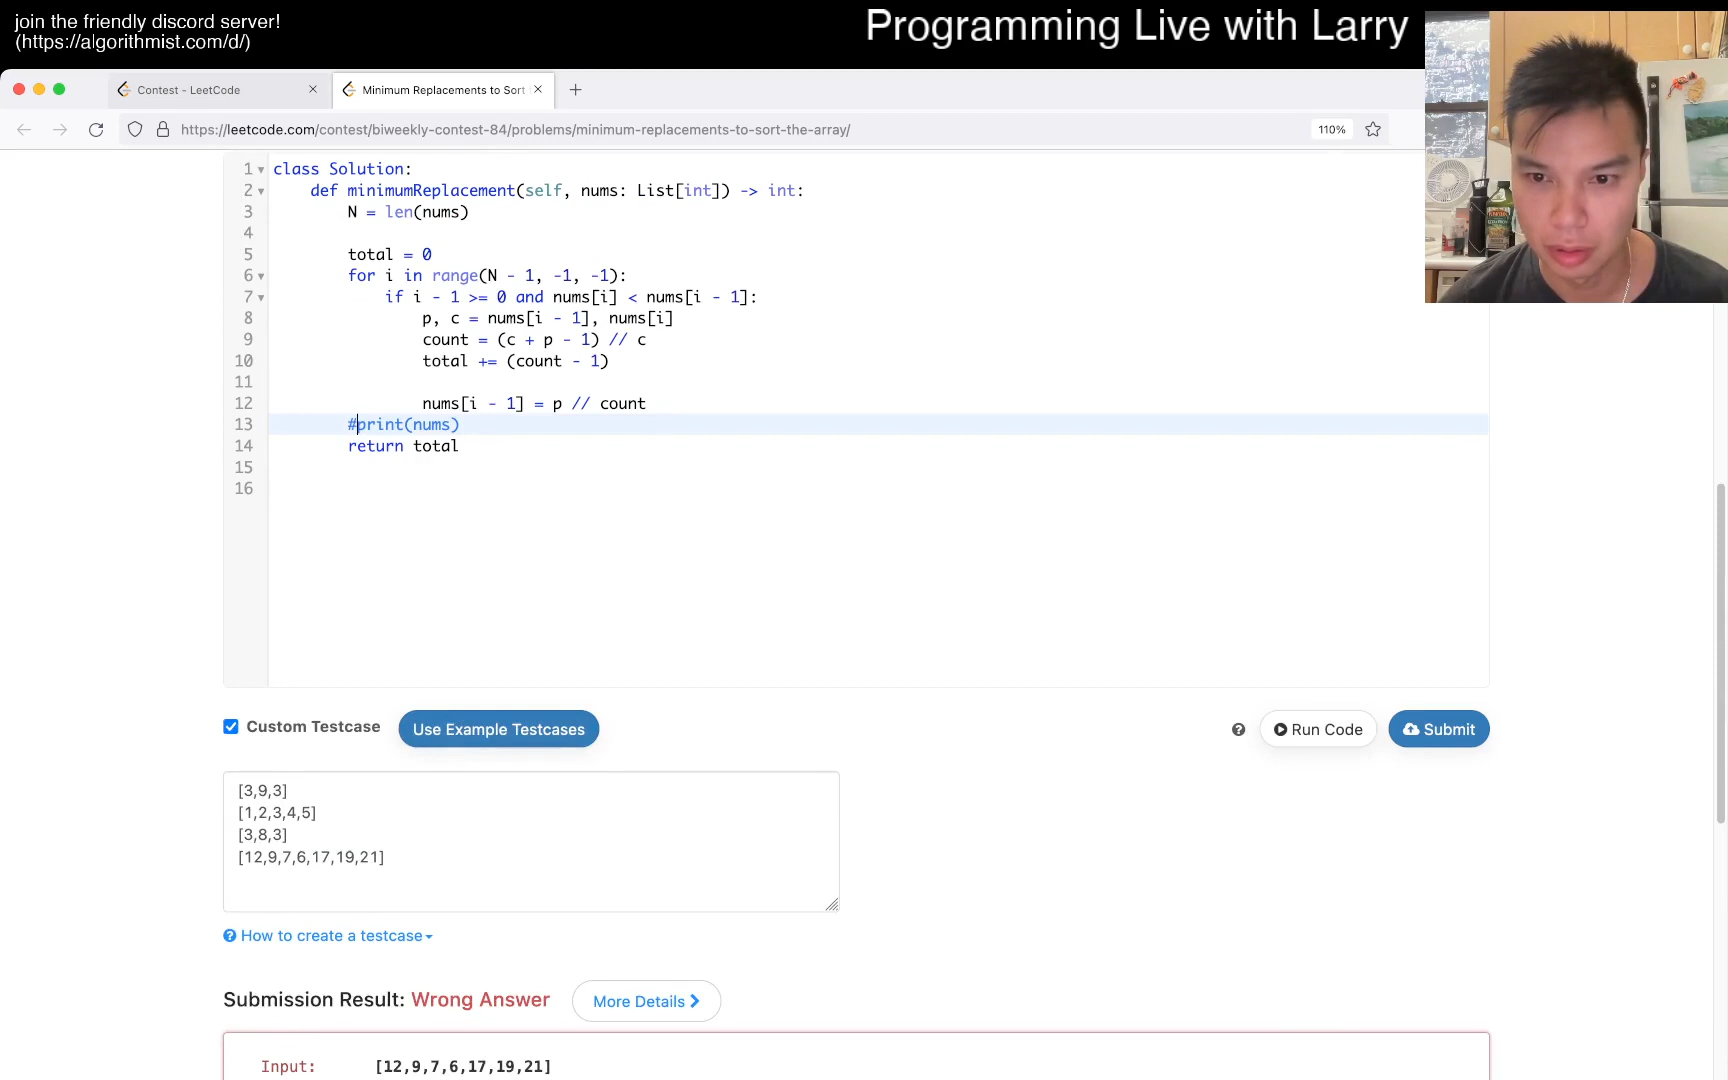 join the friendly discord server!
(https://algorithmist.com/d/)
Programming Live with Larry
Contest - LeetCode
Minimum Replacements to Sort
https://leetcode.com/contest/biweekly-contest-84/problems/minimum-replacements-to-sort-the-array/
110%
1 class Solution:
2 def minimumReplacement(self, nums: List[int]) -> int:
3 N = len(nums)
4
5 total = 0
6 for i in range(N - 1, -1, -1):
7 if i - 1 >= 0 and nums[i] < nums[i - 1]:
8 p, c = nums[i - 1], nums[i]
9 count = (c + p - 1) // c
10 total += (count - 1)
11
12 nums[i - 1] = p // count
13 #print(nums)
14 return total
15
16
Custom Testcase
Use Example Testcases
Run Code
Submit
[3,9,3]
[1,2,3,4,5]
[3,8,3]
[12,9,7,6,17,19,21]
How to create a testcase
Submission Result: Wrong Answer
More Details
Input: [12,9,7,6,17,19,21]